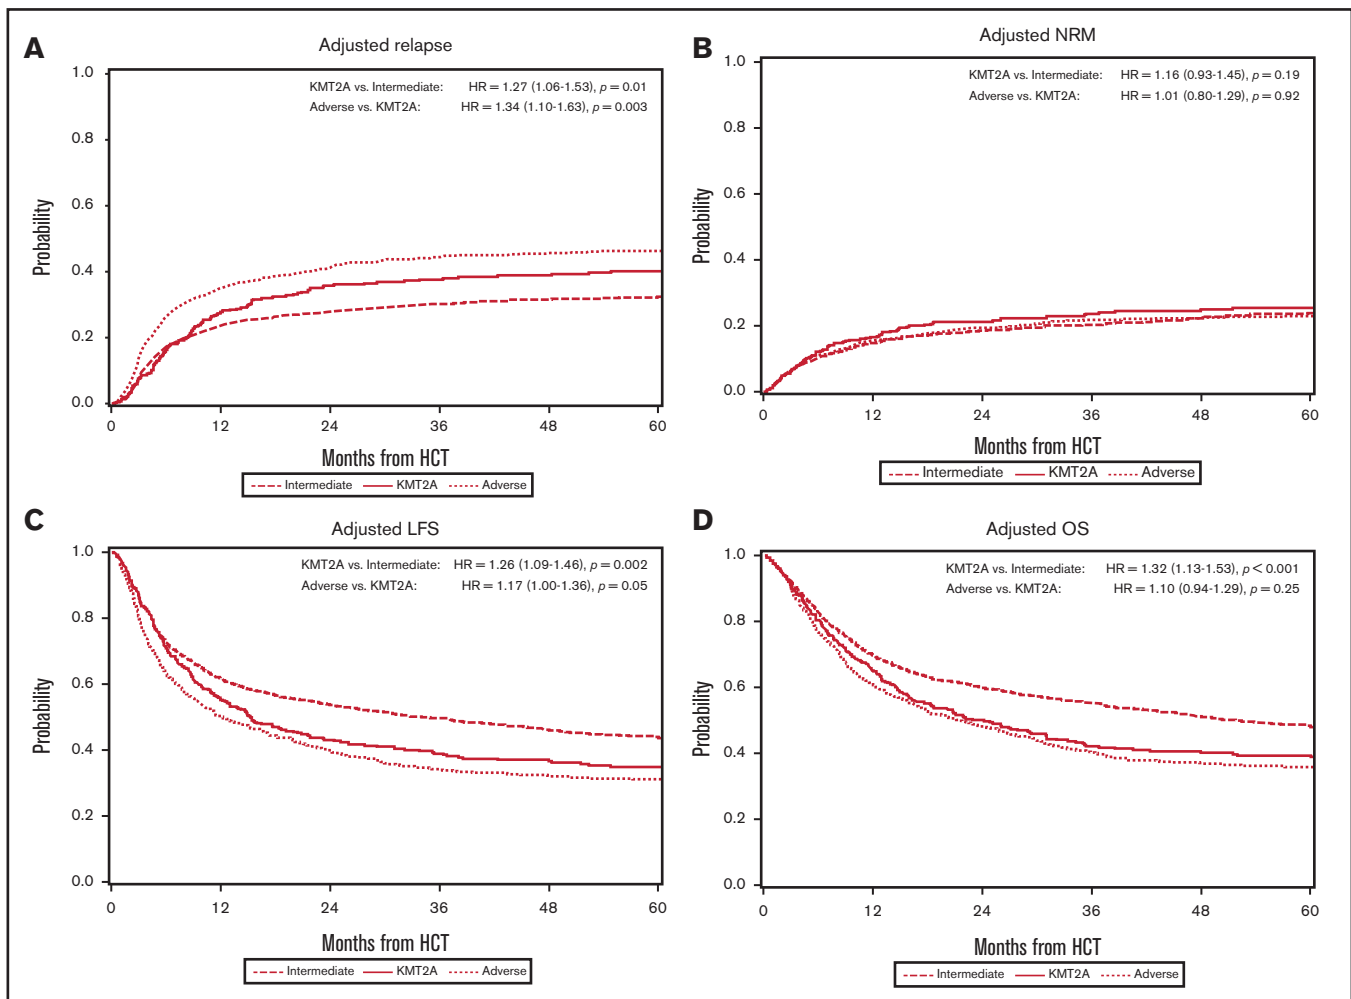 A
Adjusted relapse
KMT2A vs. Intermediate: HR = 1.27 (1.06-1.53), p = 0.01
Adverse vs. KMT2A: HR = 1.34 (1.10-1.63), p = 0.003
Probability
1.0
0.8
0.6
0.4
0.2
0.0
0 12 24 36 48 60
Months from HCT
Intermediate KMT2A Adverse
B
Adjusted NRM
KMT2A vs. Intermediate: HR = 1.16 (0.93-1.45), p = 0.19
Adverse vs. KMT2A: HR = 1.01 (0.80-1.29), p = 0.92
Probability
1.0
0.8
0.6
0.4
0.2
0.0
0 12 24 36 48 60
Months from HCT
Intermediate KMT2A Adverse
C
Adjusted LFS
KMT2A vs. Intermediate: HR = 1.26 (1.09-1.46), p = 0.002
Adverse vs. KMT2A: HR = 1.17 (1.00-1.36), p = 0.05
Probability
1.0
0.8
0.6
0.4
0.2
0.0
0 12 24 36 48 60
Months from HCT
Intermediate KMT2A Adverse
D
Adjusted OS
KMT2A vs. Intermediate: HR = 1.32 (1.13-1.53), p < 0.001
Adverse vs. KMT2A: HR = 1.10 (0.94-1.29), p = 0.25
Probability
1.0
0.8
0.6
0.4
0.2
0.0
0 12 24 36 48 60
Months from HCT
Intermediate KMT2A Adverse